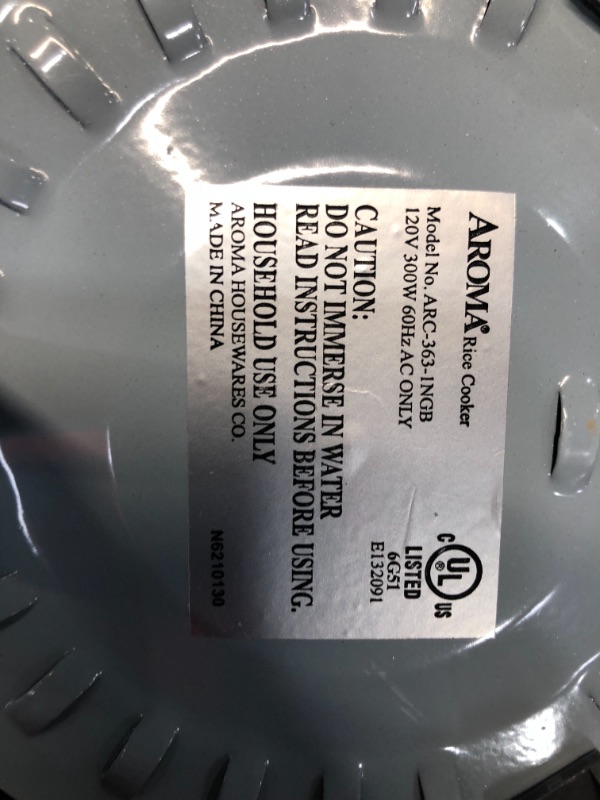 AROMA® Rice Cooker
Model No. ARC-363-1NGB
120V 300W 60Hz AC ONLY
C UL® US
LISTED
6G51
E132091
CAUTION:
DO NOT IMMERSE IN WATER
READ INSTRUCTIONS BEFORE USING.
HOUSEHOLD USE ONLY
AROMA HOUSEWARES CO.
MADE IN CHINA
N6210130